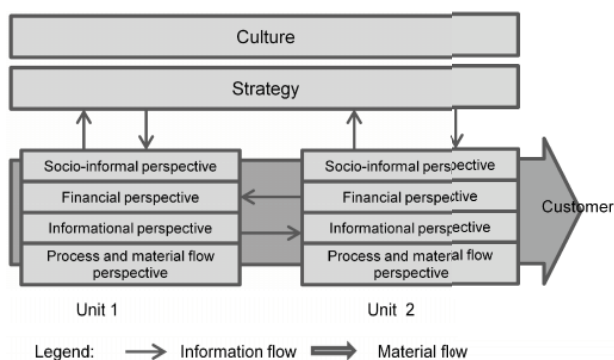 Culture
Strategy
Socio-informal perspective
Financial perspective
Informational perspective
Process and material flow
perspective
Socio-informal perspective
Financial perspective
Informational perspective
Process and material flow
perspective
Customer
Unit 1
Unit 2
Legend:
Information flow
Material flow